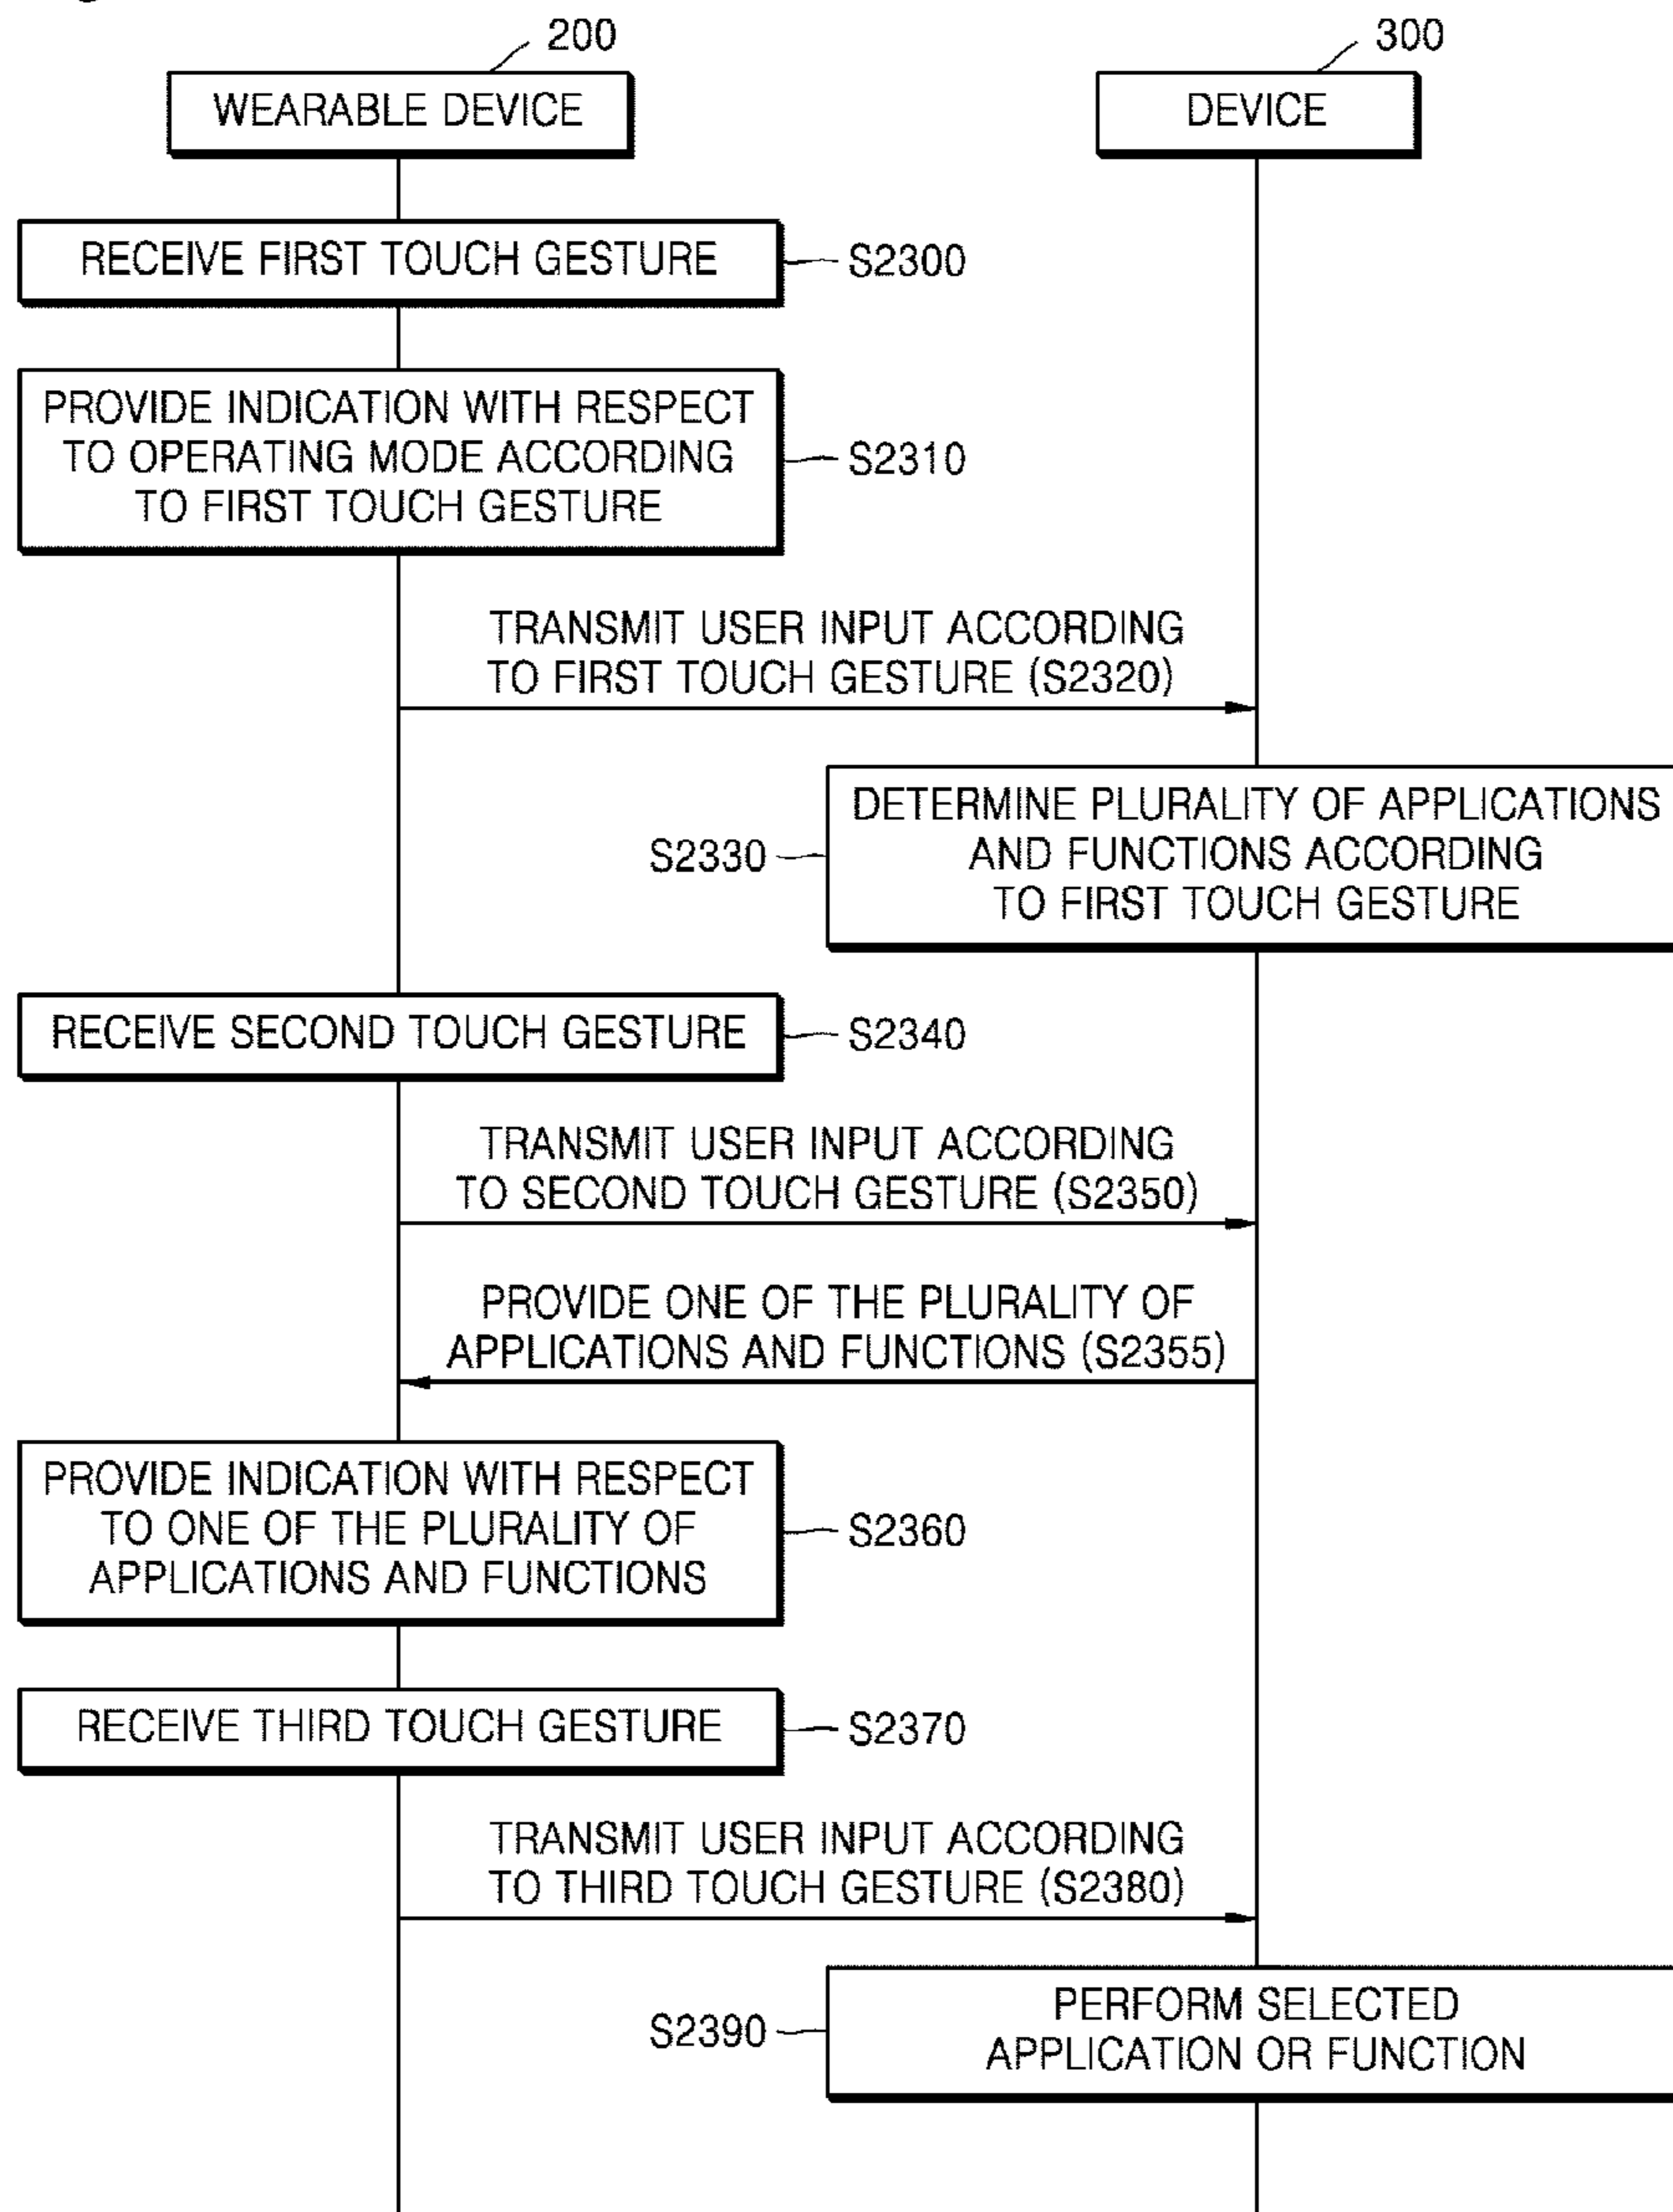 200
300
WEARABLE DEVICE
DEVICE
RECEIVE FIRST TOUCH GESTURE
S2300
PROVIDE INDICATION WITH RESPECT
TO OPERATING MODE ACCORDING
TO FIRST TOUCH GESTURE
S2310
TRANSMIT USER INPUT ACCORDING
TO FIRST TOUCH GESTURE (S2320)
S2330
DETERMINE PLURALITY OF APPLICATIONS
AND FUNCTIONS ACCORDING
TO FIRST TOUCH GESTURE
RECEIVE SECOND TOUCH GESTURE
S2340
TRANSMIT USER INPUT ACCORDING
TO SECOND TOUCH GESTURE (S2350)
PROVIDE ONE OF THE PLURALITY OF
APPLICATIONS AND FUNCTIONS (S2355)
PROVIDE INDICATION WITH RESPECT
TO ONE OF THE PLURALITY OF
APPLICATIONS AND FUNCTIONS
S2360
RECEIVE THIRD TOUCH GESTURE
S2370
TRANSMIT USER INPUT ACCORDING
TO THIRD TOUCH GESTURE (S2380)
S2390
PERFORM SELECTED
APPLICATION OR FUNCTION